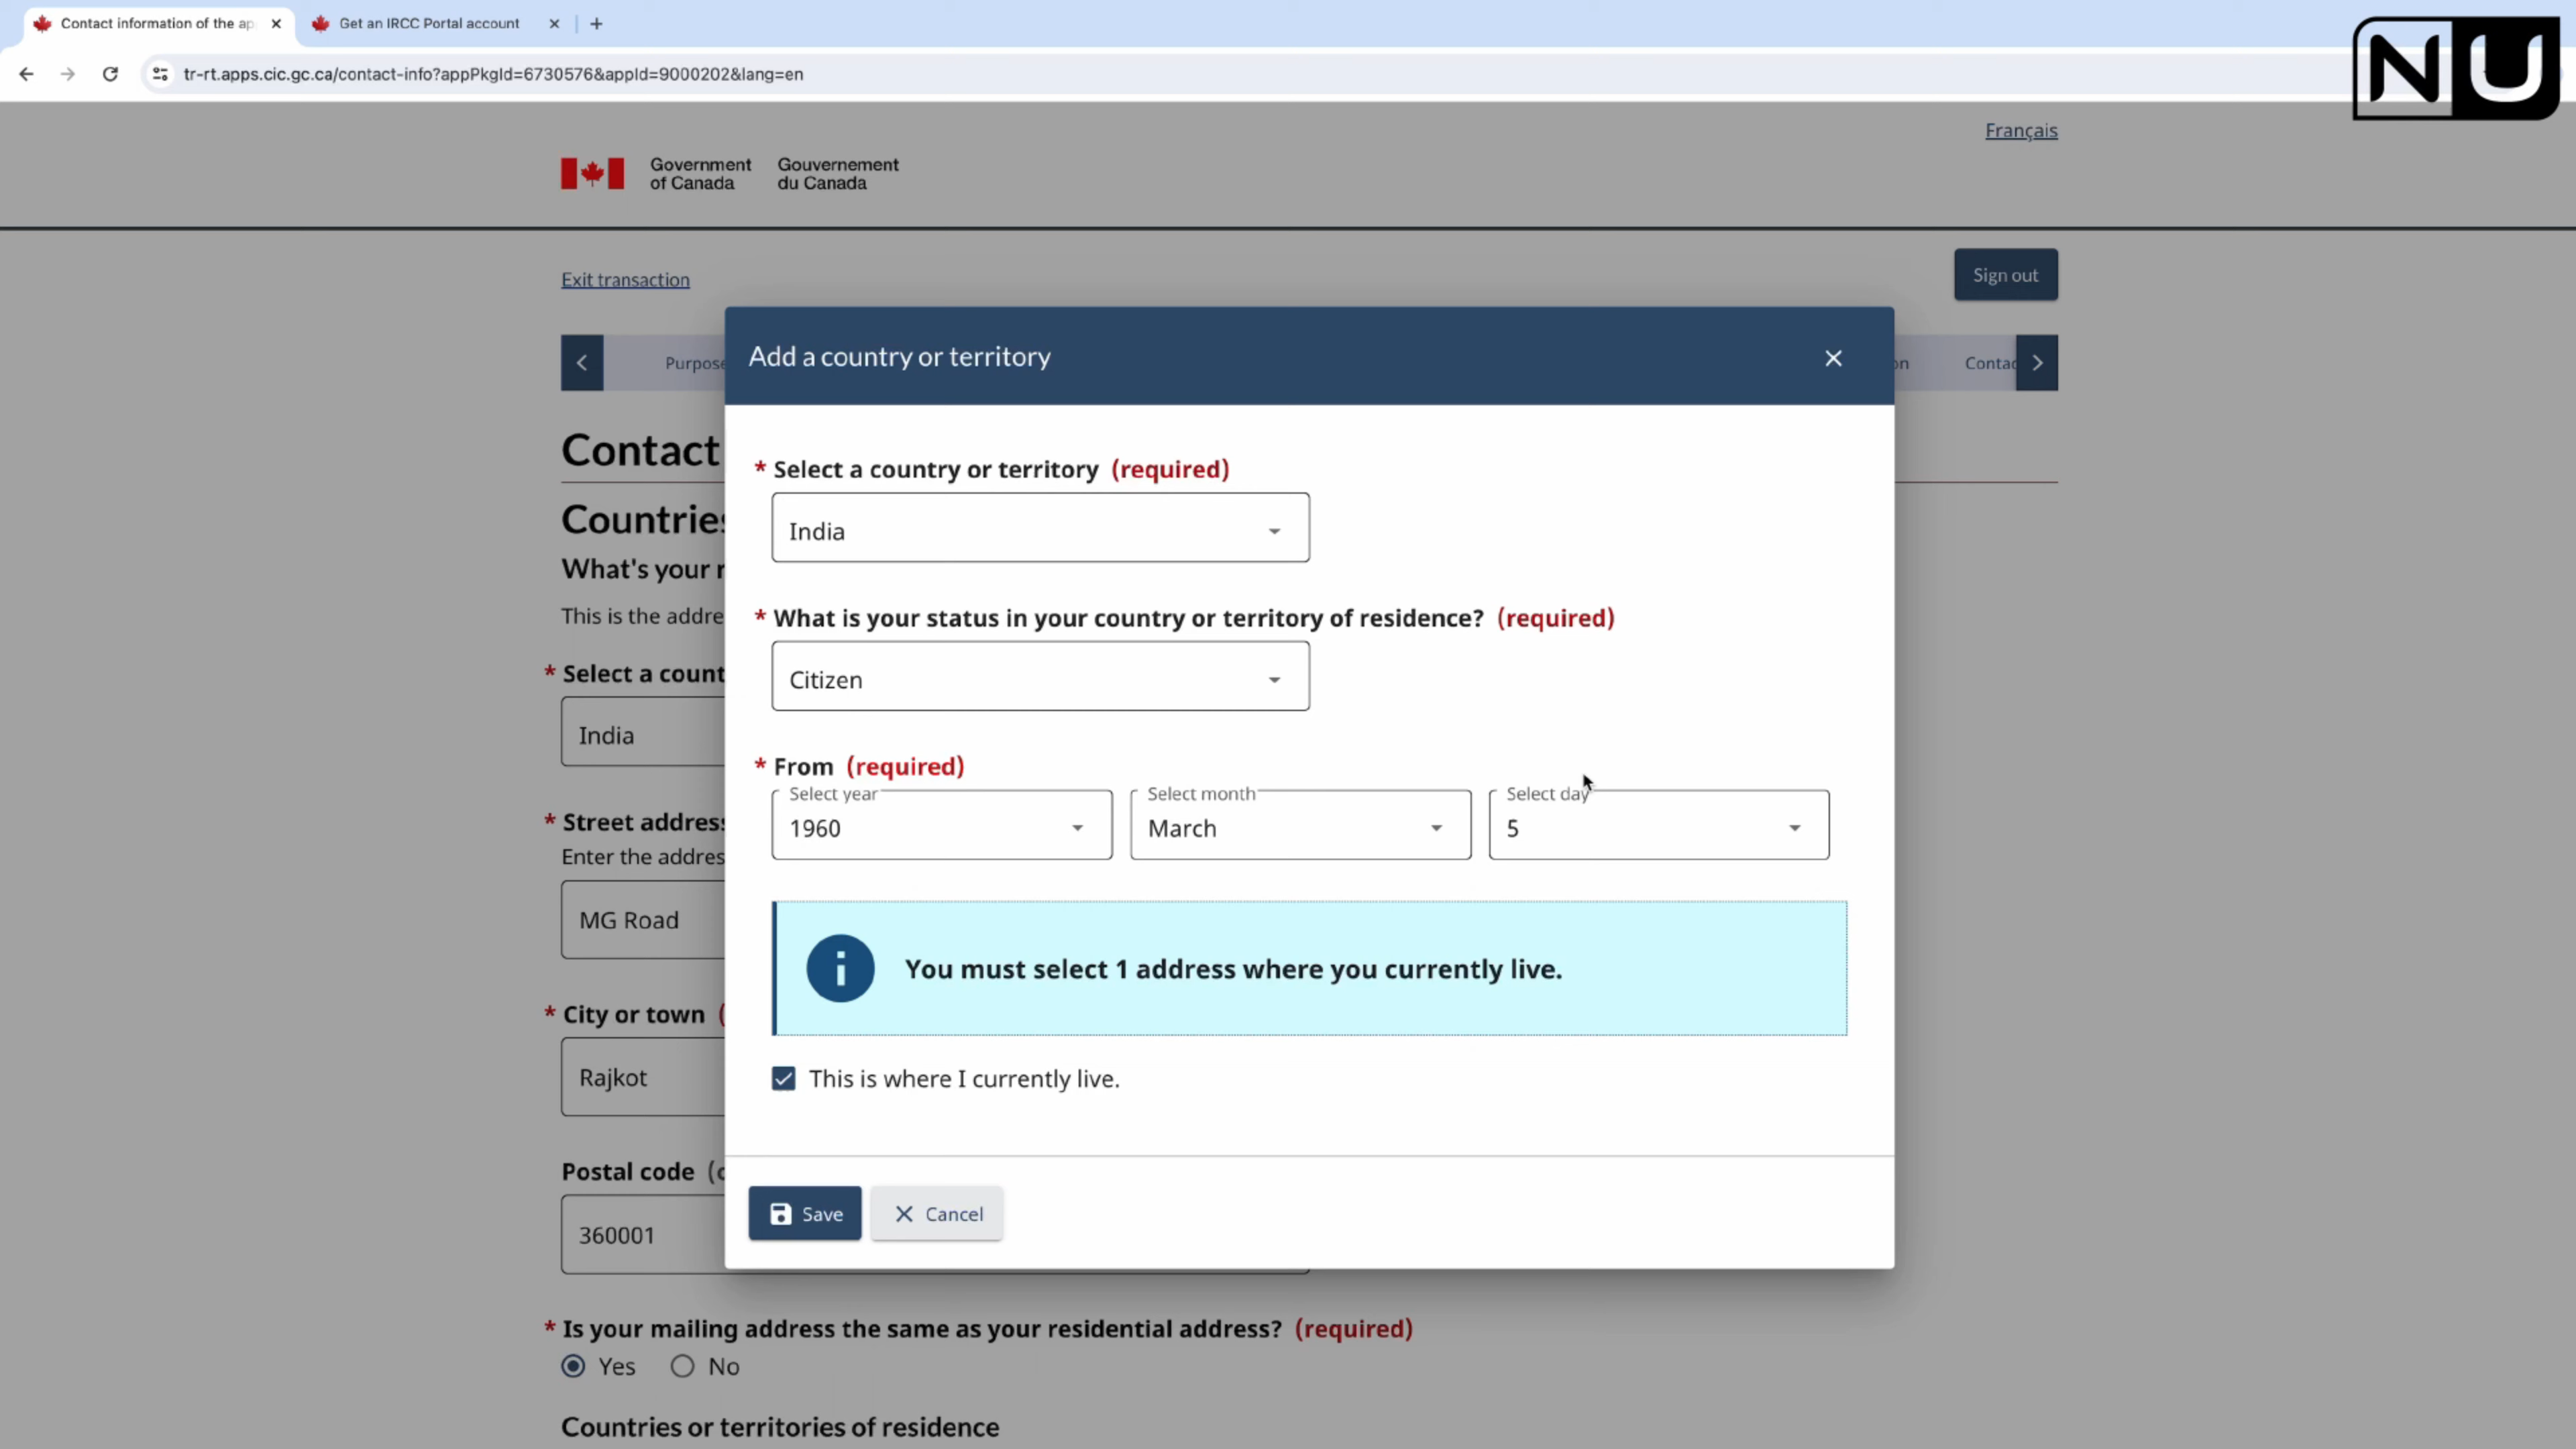 Contact information of the ap
Get an IRCC Portal account
tr-rt.apps.cic.gc.ca/contact-info?appPkgId=6730576&appId=9000202&lang=en
NU
Français
Government
of Canada
Gouvernement
du Canada
Exit transaction
Sign out
Purpose
on
Contac
Add a country or territory
Contact
Countries
What's your r
This is the addre
* Select a count
India
* Street address
Enter the addres
MG Road
* City or town (
Rajkot
Postal code (o
360001
* Select a country or territory (required)
India
* What is your status in your country or territory of residence? (required)
Citizen
* From (required)
Select year
1960
Select month
March
Select day
5
You must select 1 address where you currently live.
This is where I currently live.
Save
Cancel
* Is your mailing address the same as your residential address? (required)
Yes
No
Countries or territories of residence